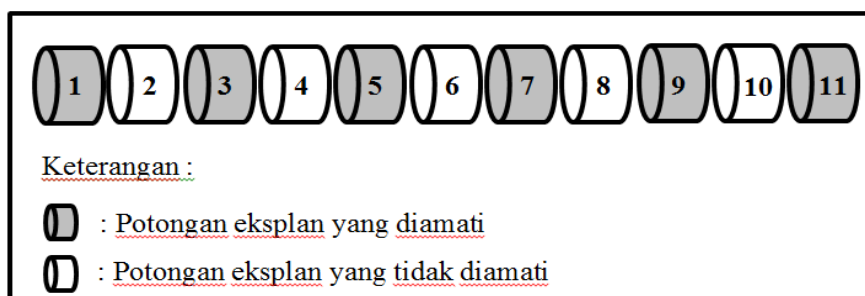 1 2 3 4 5 6 7 8 9 10 11
Keterangan :
: Potongan eksplan yang diamati
: Potongan eksplan yang tidak diamati